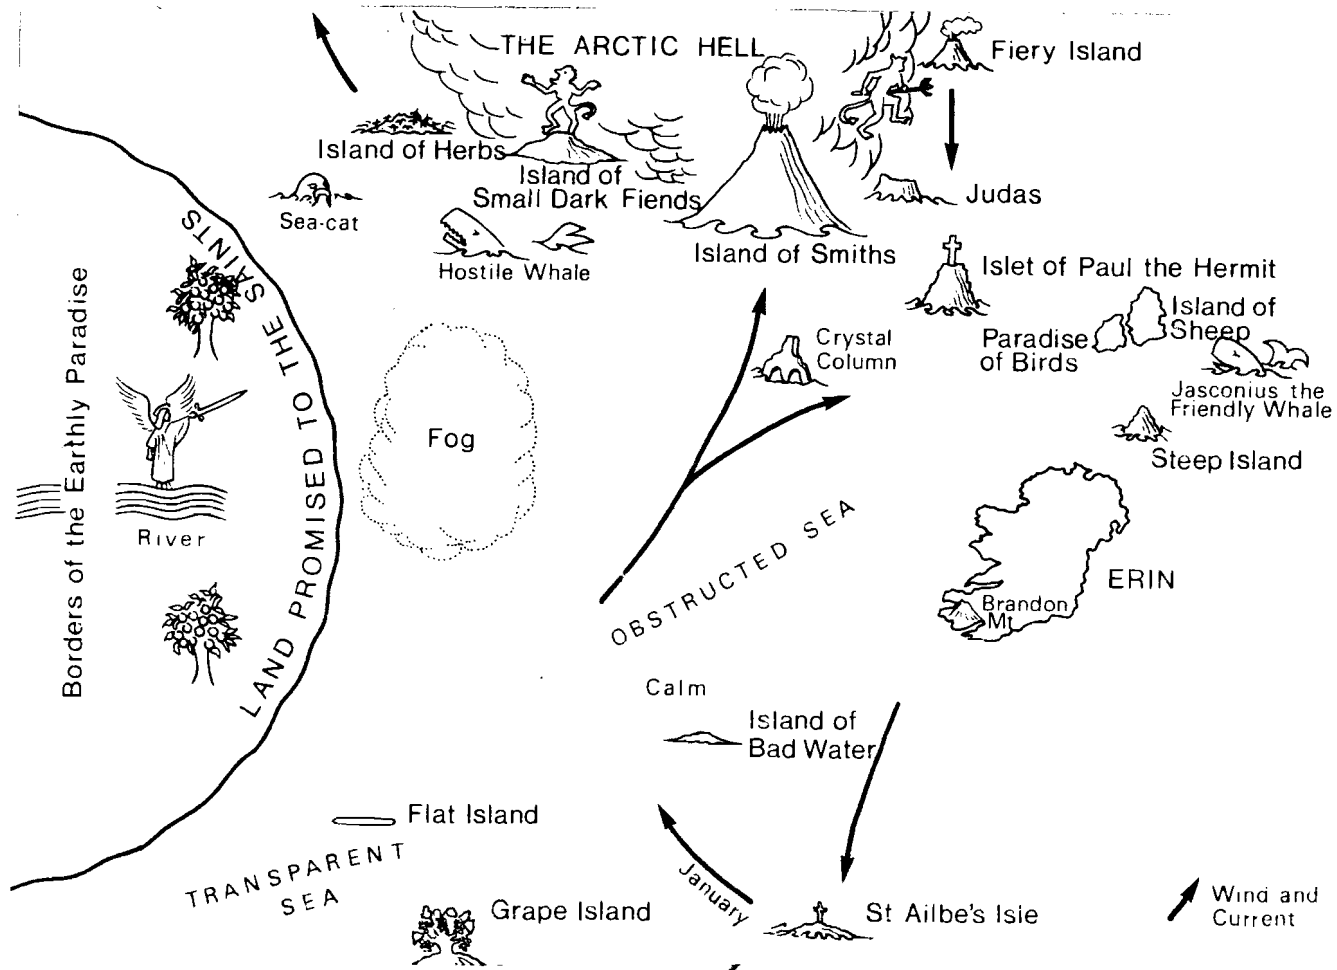 THE ARCTIC HELL
Fiery Island
Island of Herbs
Island of
Small Dark Fiends
Judas
Sea-cat
Hostile Whale
Island of Smiths
Islet of Paul the Hermit
Paradise
of Birds
Island of
Sheep
Crystal
Column
Jasconius the
Friendly Whale
Steep Island
Borders of the Earthly Paradise
LAND PROMISED TO THE SAINTS
Fog
River
OBSTRUCTED SEA
ERIN
Brandon
Mt
Calm
Island of
Bad Water
Flat Island
TRANSPARENT
SEA
January
Grape Island
St Ailbe's Isle
Wind and
Current